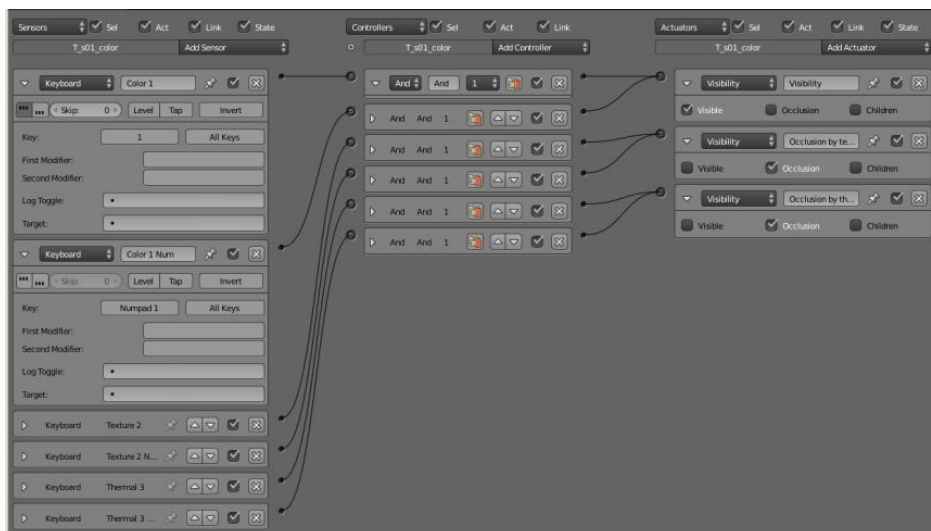 Sensors Sel Act Link State
T_s01_color Add Sensor
Keyboard Color 1
Skip: 0 Level Tap Invert
Key: 1 All Keys
First Modifier:
Second Modifier:
Log Toggle:
Target:
Keyboard Color 1 Num
Skip: 0 Level Tap Invert
Key: Numpad 1 All Keys
First Modifier:
Second Modifier:
Log Toggle:
Target:
Keyboard Texture 2
Keyboard Texture 2 N...
Keyboard Thermal 3
Keyboard Thermal 3 ...
Controllers Sel Act Link
T_s01_color Add Controller
And And 1
And And 1
And And 1
And And 1
And And 1
And And 1
Actuators Sel Act Link State
T_s01_color Add Actuator
Visibility Visibility
Visible Occlusion Children
Visibility Occlusion by te...
Visible Occlusion Children
Visibility Occlusion by th...
Visible Occlusion Children